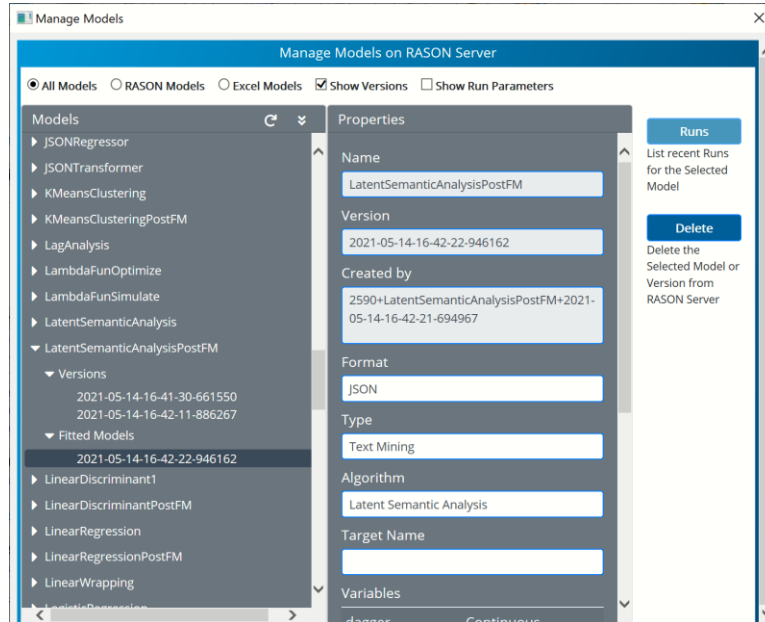 Manage Models
Manage Models on RASON Server
All Models RASON Models Excel Models Show Versions Show Run Parameters
Models
JSONRegressor
JSONTransformer
KMeansClustering
KMeansClusteringPostFM
LagAnalysis
LambdaFunOptimize
LambdaFunSimulate
LatentSemanticAnalysis
LatentSemanticAnalysisPostFM
Versions
2021-05-14-16-41-30-661550
2021-05-14-16-42-11-886267
Fitted Models
2021-05-14-16-42-22-946162
LinearDiscriminant1
LinearDiscriminantPostFM
LinearRegression
LinearRegressionPostFM
LinearWrapping
LogisticRegression
Properties
Name
LatentSemanticAnalysisPostFM
Version
2021-05-14-16-42-22-946162
Created by
2590+LatentSemanticAnalysisPostFM+2021-
05-14-16-42-21-694967
Format
JSON
Type
Text Mining
Algorithm
Latent Semantic Analysis
Target Name
Variables
dagger Continuous
Runs
List recent Runs
for the Selected
Model
Delete
Delete the
Selected Model or
Version from
RASON Server